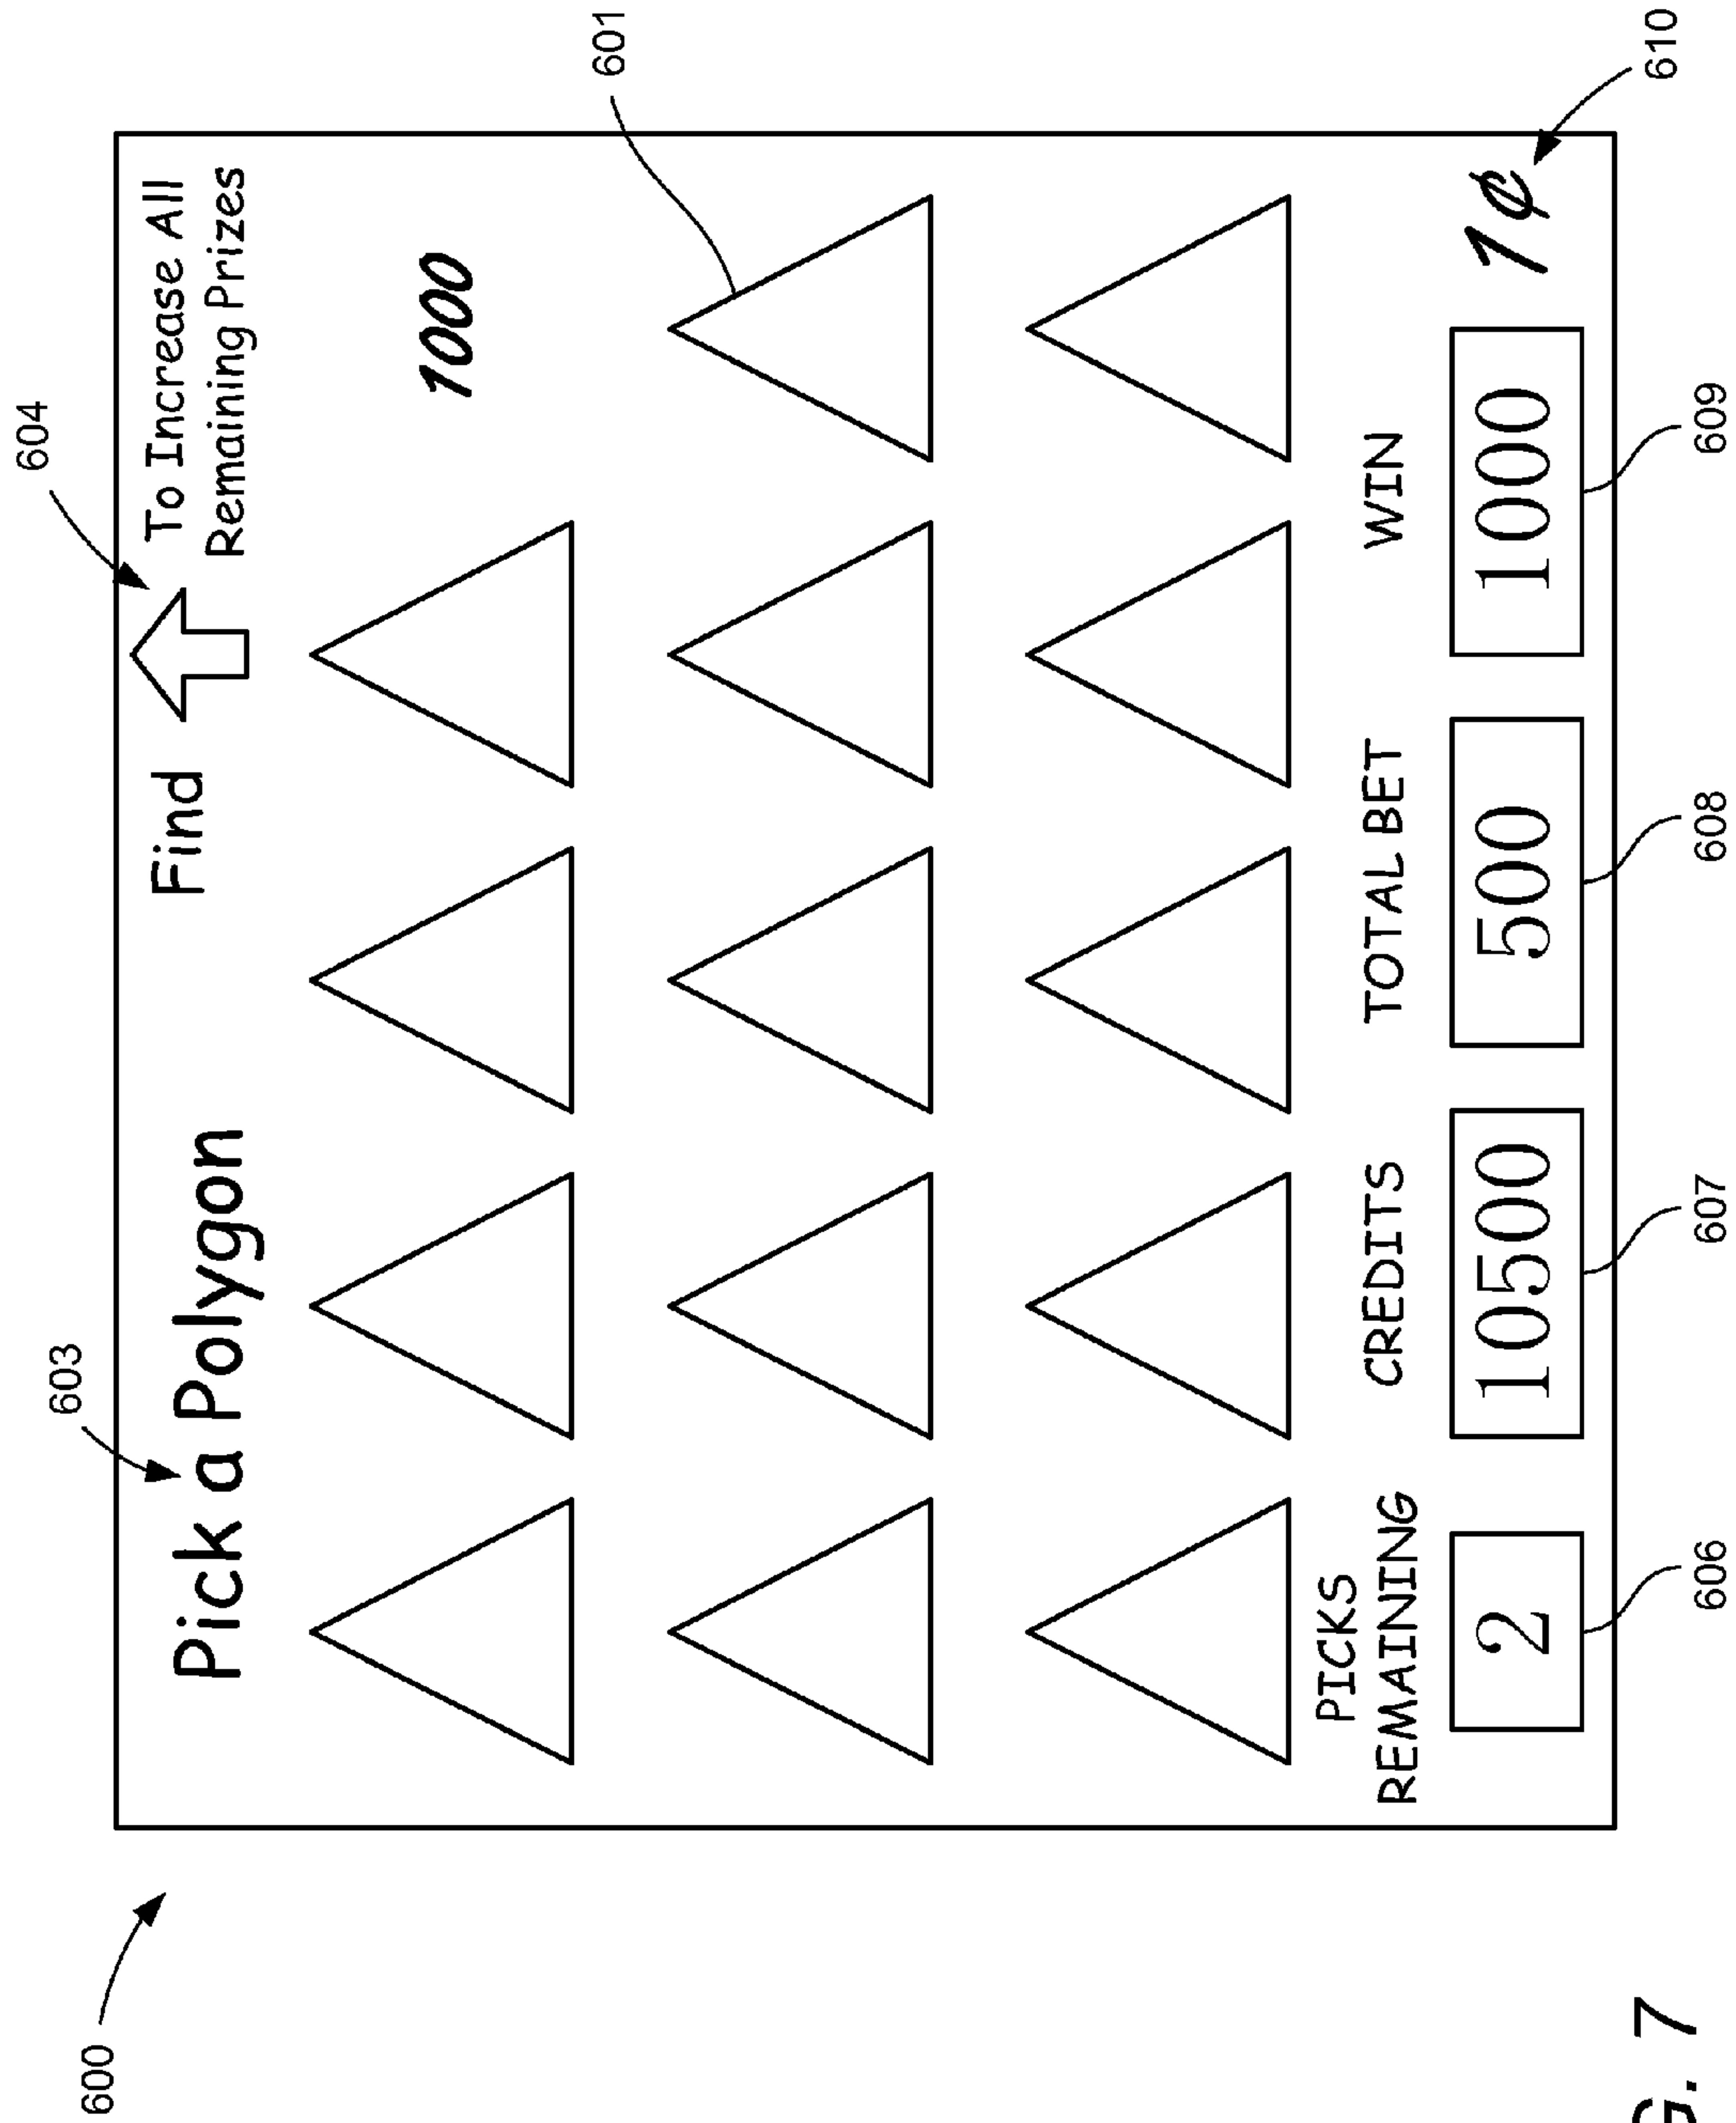 600
603
604
Pick a Polygon
Find
To Increase All
Remaining Prizes
1000
601
PICKS
REMAINING
CREDITS
TOTAL BET
WIN
2
10500
500
1000
1¢
606
607
608
609
610
G. 7